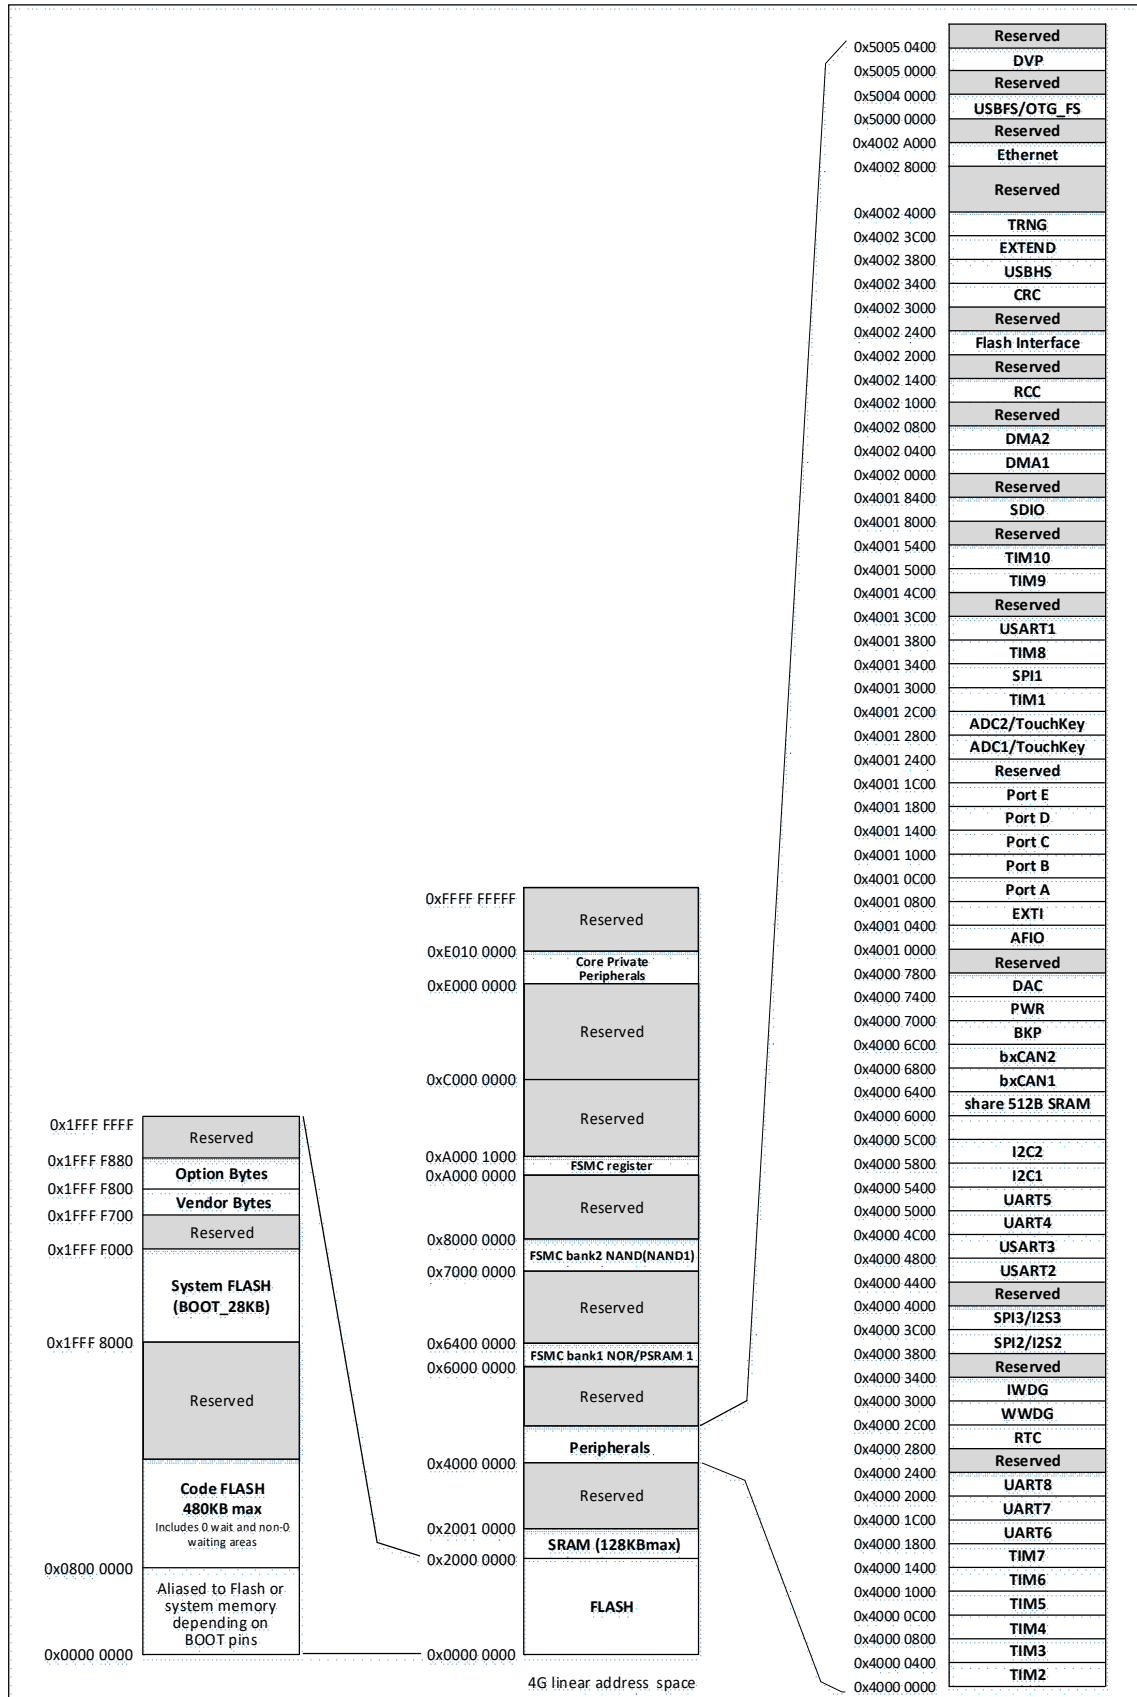 0x1FFF FFFF
Reserved
0x1FFF F880
Option Bytes
0x1FFF F800
Vendor Bytes
0x1FFF F700
Reserved
0x1FFF F000
System FLASH
(BOOT_28KB)
0x1FFF 8000
Reserved
Code FLASH
480KB max
Includes 0 wait and non-0
waiting areas
0x0800 0000
Aliased to Flash or
system memory
depending on
BOOT pins
0x0000 0000
0xFFFF FFFFF
Reserved
0xE010 0000
Core Private
Peripherals
0xE000 0000
Reserved
0xC000 0000
Reserved
0xA000 1000
FSMC register
0xA000 0000
Reserved
0x8000 0000
FSMC bank2 NAND(NAND1)
0x7000 0000
Reserved
0x6400 0000
FSMC bank1 NOR/PSRAM 1
0x6000 0000
Reserved
Peripherals
0x4000 0000
Reserved
0x2001 0000
SRAM (128KBmax)
0x2000 0000
FLASH
0x0000 0000
4G linear address space
Reserved
0x5005 0400
DVP
0x5005 0000
Reserved
0x5004 0000
USBFS/OTG_FS
0x5000 0000
Reserved
0x4002 A000
Ethernet
0x4002 8000
Reserved
0x4002 4000
TRNG
0x4002 3C00
EXTEND
0x4002 3800
USBHS
0x4002 3400
CRC
0x4002 3000
Reserved
0x4002 2400
Flash Interface
0x4002 2000
Reserved
0x4002 1400
RCC
0x4002 1000
Reserved
0x4002 0800
DMA2
0x4002 0400
DMA1
0x4002 0000
Reserved
0x4001 8400
SDIO
0x4001 8000
Reserved
0x4001 5400
TIM10
0x4001 5000
TIM9
0x4001 4C00
Reserved
0x4001 3C00
USART1
0x4001 3800
TIM8
0x4001 3400
SPI1
0x4001 3000
TIM1
0x4001 2C00
ADC2/TouchKey
0x4001 2800
ADC1/TouchKey
0x4001 2400
Reserved
0x4001 1C00
Port E
0x4001 1800
Port D
0x4001 1400
Port C
0x4001 1000
Port B
0x4001 0C00
Port A
0x4001 0800
EXTI
0x4001 0400
AFIO
0x4001 0000
Reserved
0x4000 7800
DAC
0x4000 7400
PWR
0x4000 7000
BKP
0x4000 6C00
bxCAN2
0x4000 6800
bxCAN1
0x4000 6400
share 512B SRAM
0x4000 6000
0x4000 5C00
I2C2
0x4000 5800
I2C1
0x4000 5400
UART5
0x4000 5000
UART4
0x4000 4C00
USART3
0x4000 4800
USART2
0x4000 4400
Reserved
0x4000 4000
SPI3/I2S3
0x4000 3C00
SPI2/I2S2
0x4000 3800
Reserved
0x4000 3400
IWDG
0x4000 3000
WWDG
0x4000 2C00
RTC
0x4000 2800
Reserved
0x4000 2400
UART8
0x4000 2000
UART7
0x4000 1C00
UART6
0x4000 1800
TIM7
0x4000 1400
TIM6
0x4000 1000
TIM5
0x4000 0C00
TIM4
0x4000 0800
TIM3
0x4000 0400
TIM2
0x4000 0000